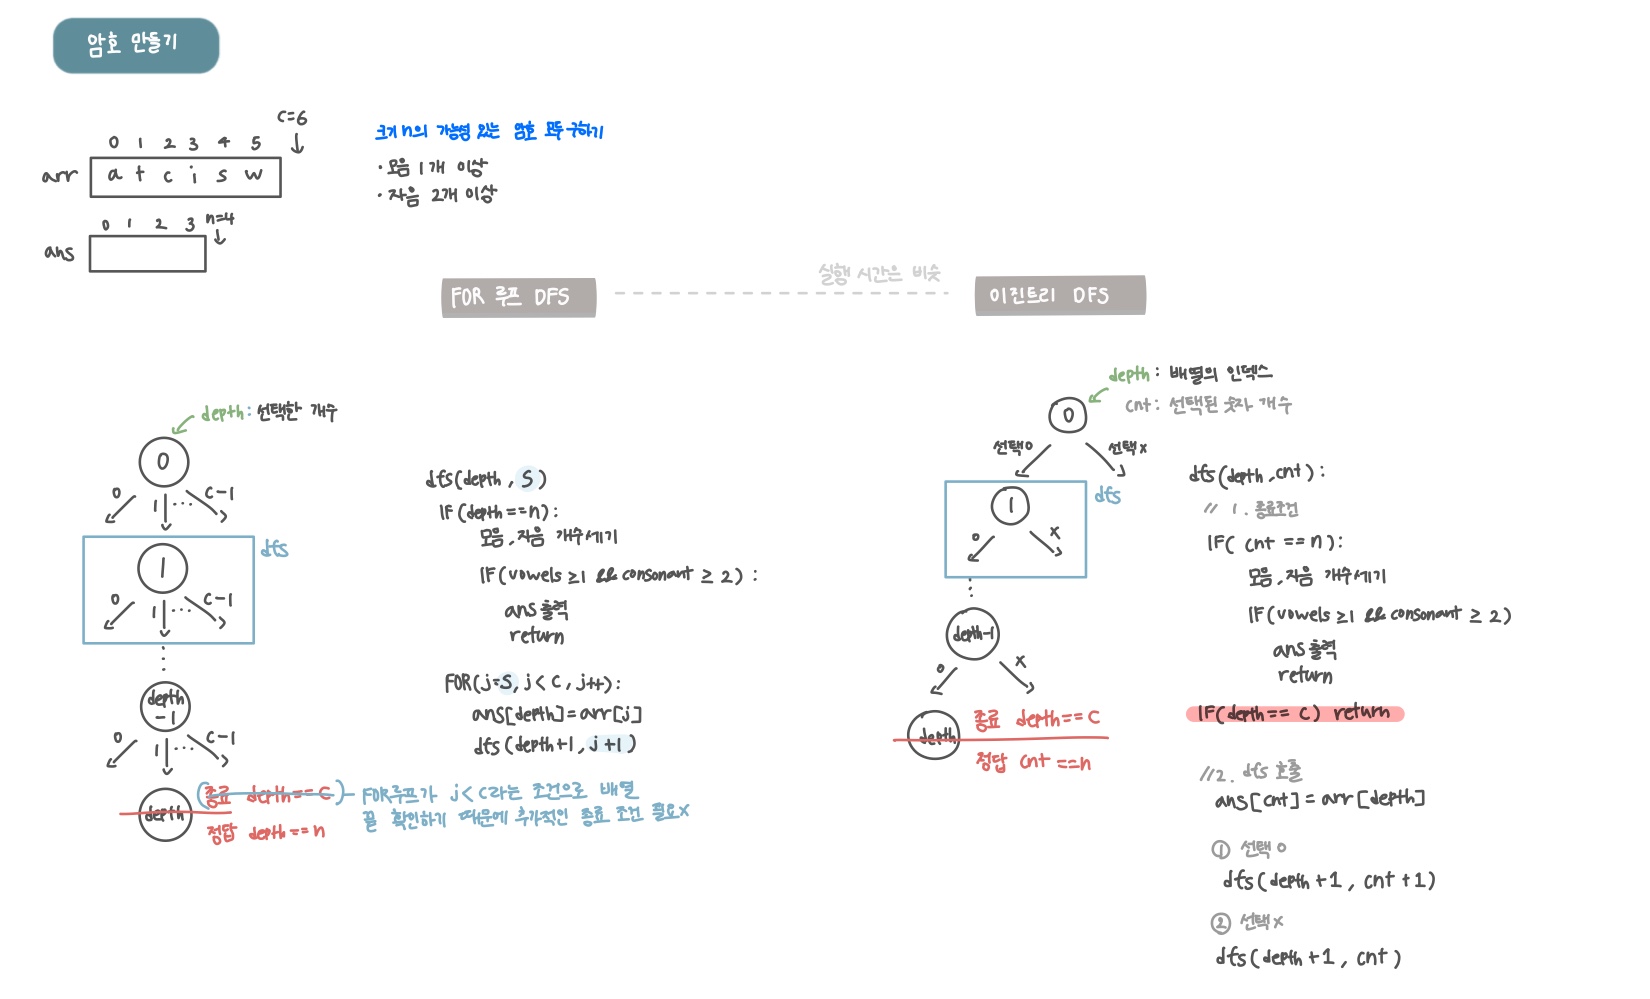 암호 만들기
C=6
0 1 2 3 4 5
arr a t c i s w
0 1 2 3 n=4
ans
크기 n의 가능성 있는 암호 모두 구하기
· 모음 1개 이상
· 자음 2개 이상
FOR 루프 DFS
실행 시간은 비슷
이진트리 DFS
depth : 선택한 개수
0
0 1 ... C-1
1
dfs
0 1 ... C-1
depth
-1
0 1 ... C-1
depth
종료 depth==C
정답 depth==n
FOR루프가 j<C라는 조건으로 배열
끝 확인하기 때문에 추가적인 종료 조건 필요x
dfs(depth, S)
IF(depth==n):
모음, 자음 개수세기
IF(vowels ≥1 && consonant ≥ 2) :
ans 출력
return
FOR(j=S, j<C, j++):
ans[depth]=arr[j]
dfs(depth+1, j+1)
depth : 배열의 인덱스
cnt : 선택된 숫자 개수
0
선택o 선택x
1
dfs
o x
depth-1
o x
depth
종료 depth==C
정답 cnt==n
dfs(depth, cnt) :
// 1. 종료조건
IF( cnt == n) :
모음, 자음 개수세기
IF(vowels ≥1 && consonant ≥ 2)
ans 출력
return
IF(depth== C) return
//2. dfs 호출
ans[cnt]=arr[depth]
① 선택o
dfs(depth+1, cnt+1)
② 선택x
dfs(depth+1, cnt)